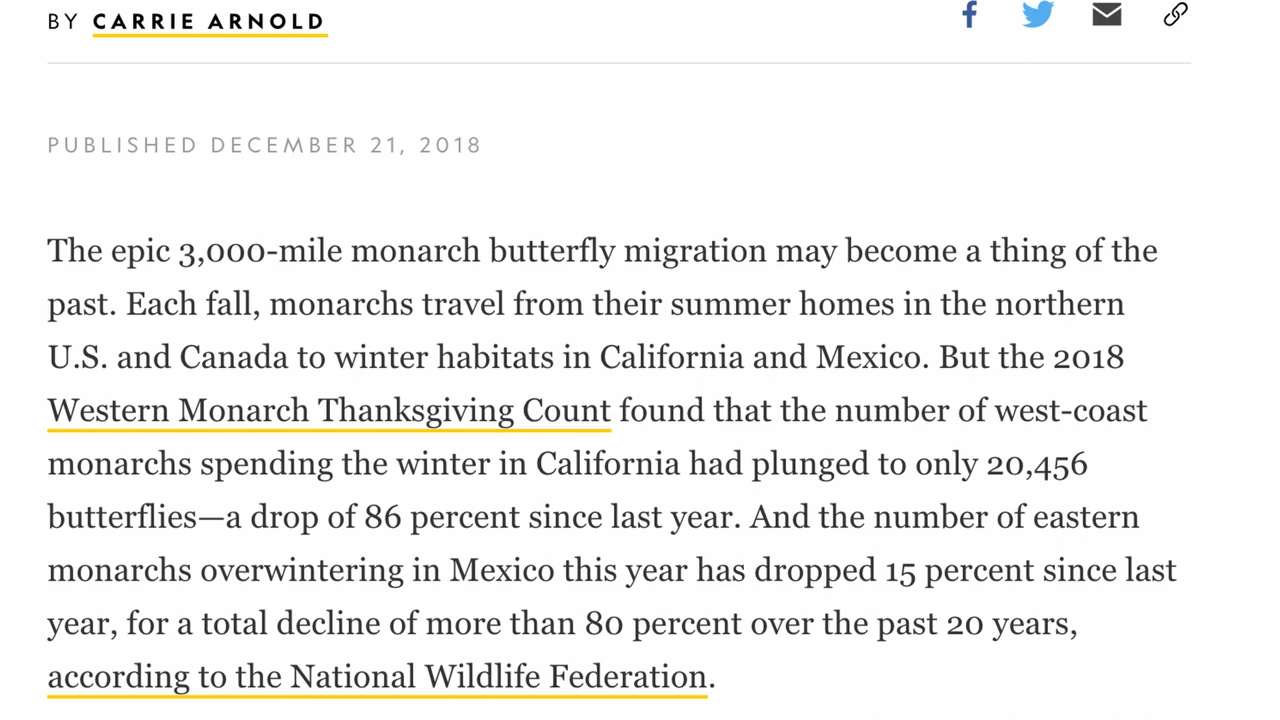 BY CARRIE ARNOLD
PUBLISHED DECEMBER 21, 2018
The epic 3,000-mile monarch butterfly migration may become a thing of the
past. Each fall, monarchs travel from their summer homes in the northern
U.S. and Canada to winter habitats in California and Mexico. But the 2018
Western Monarch Thanksgiving Count found that the number of west-coast
monarchs spending the winter in California had plunged to only 20,456
butterflies—a drop of 86 percent since last year. And the number of eastern
monarchs overwintering in Mexico this year has dropped 15 percent since last
year, for a total decline of more than 80 percent over the past 20 years,
according to the National Wildlife Federation.